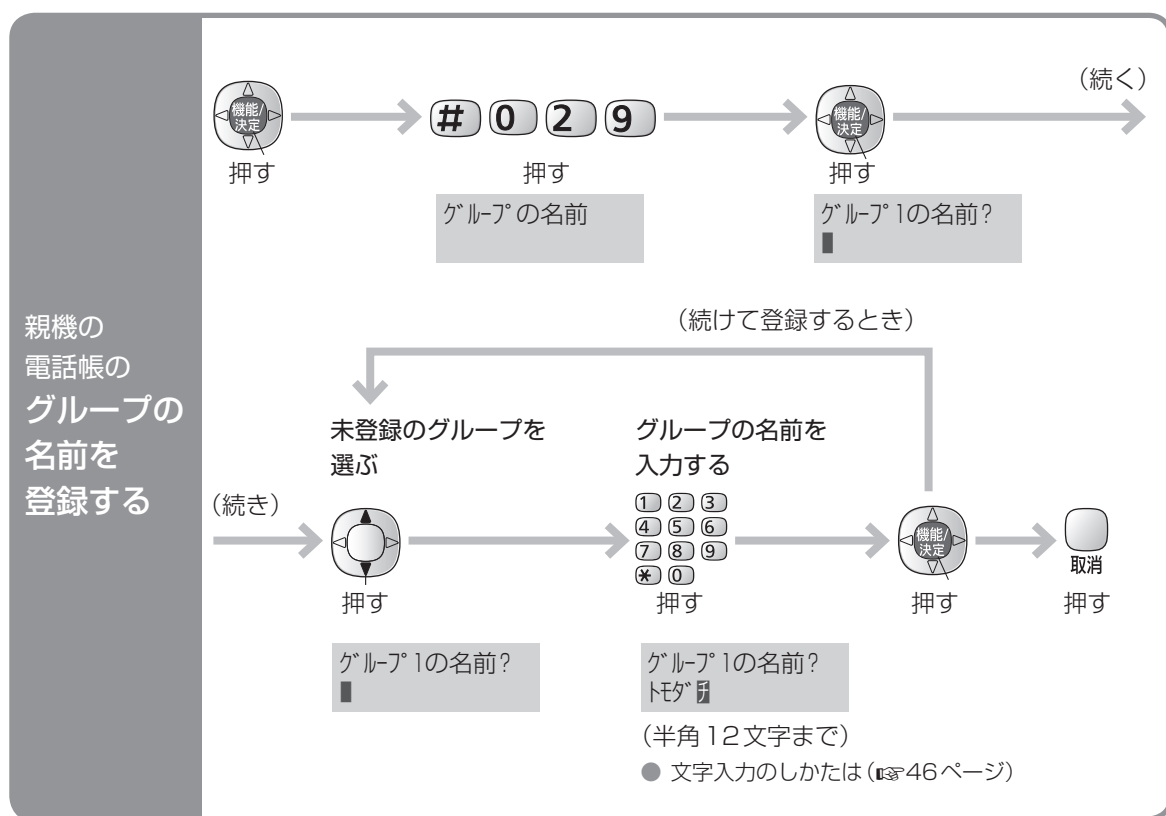 親機の
電話帳の
グループの
名前を
登録する
(続く)
機能/
決定
押す
# 0 2 9
押す
グループの名前
機能/
決定
押す
グループ1の名前?
(続けて登録するとき)
(続き)
未登録のグループを
選ぶ
押す
グループ1の名前?
グループの名前を
入力する
1 2 3
4 5 6
7 8 9
* 0
押す
グループ1の名前?
トモダチ
(半角12文字まで)
● 文字入力のしかたは(☞46ページ)
機能/
決定
押す
取消
押す